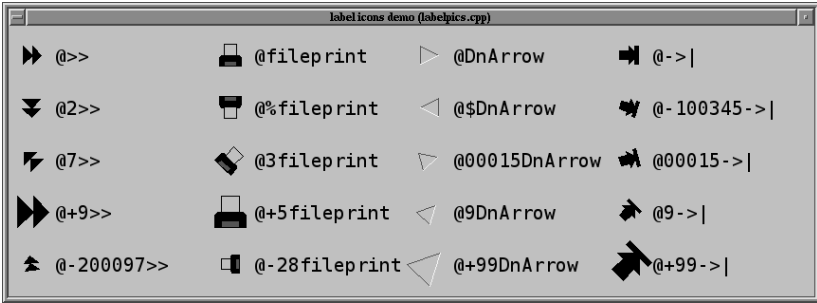 label icons demo (labelpics.cpp)
@>> @fileprint @DnArrow @->|
@2>> @%fileprint @$DnArrow @-100345->|
@7>> @3fileprint @00015DnArrow @00015->|
@+9>> @+5fileprint @9DnArrow @9->|
@-200097>> @-28fileprint @+99DnArrow @+99->|